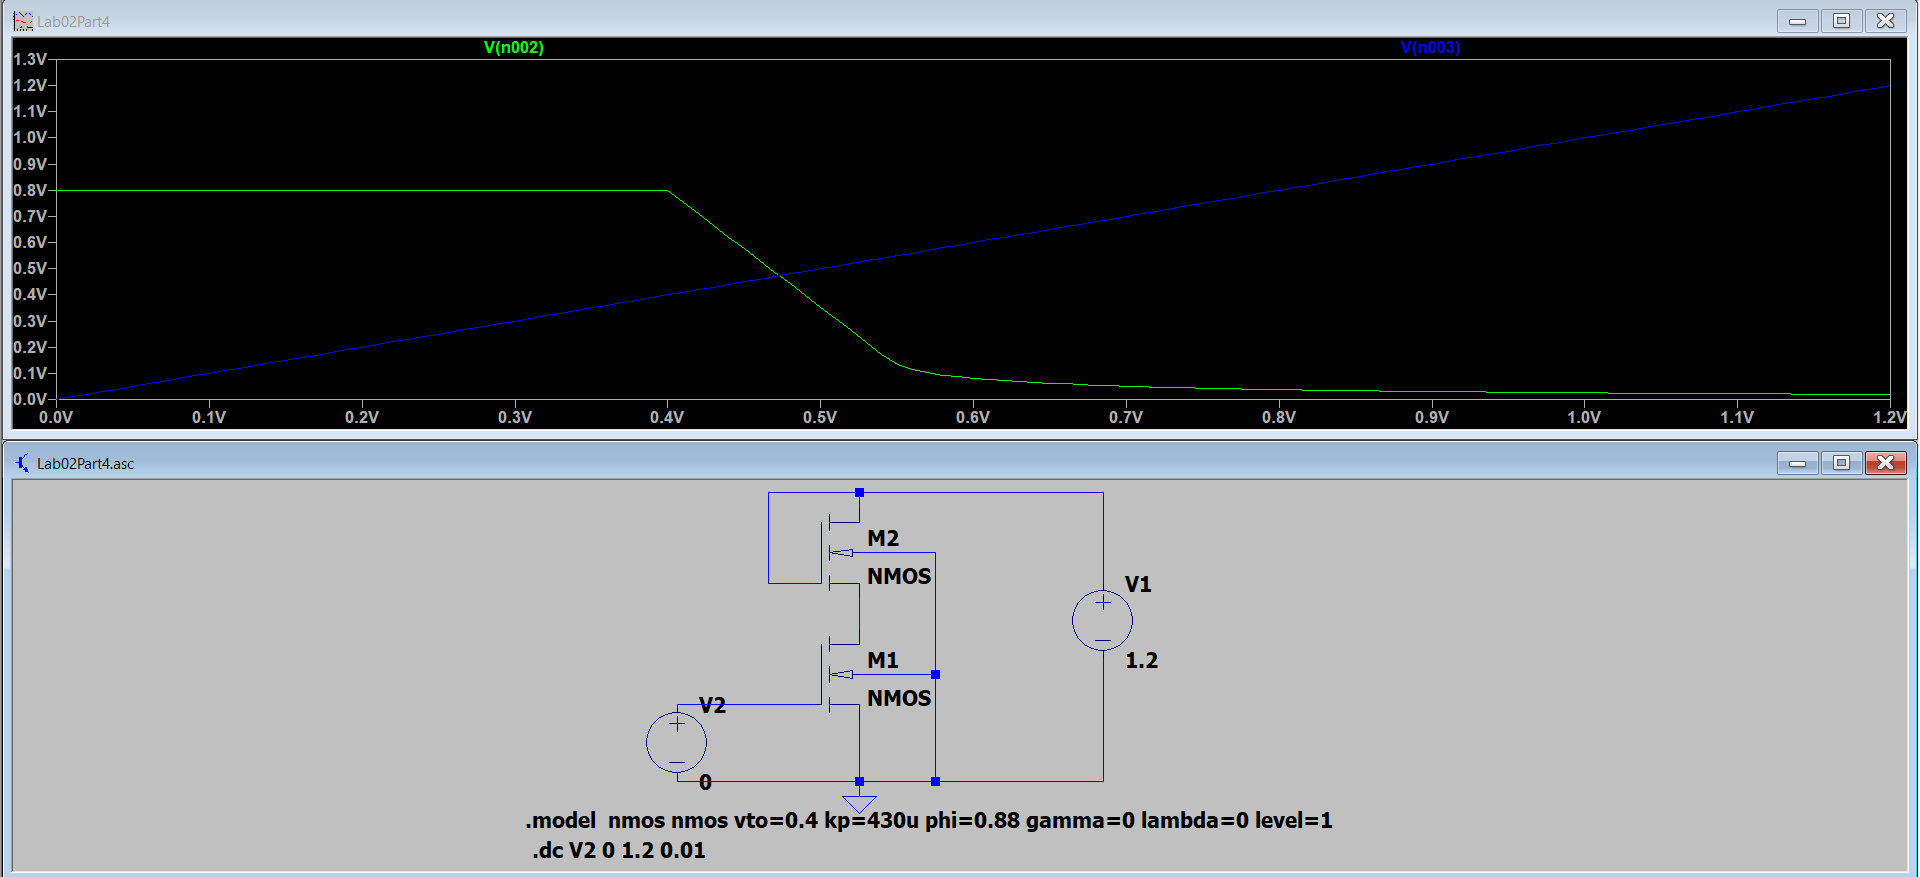 Lab02Part4
V(n002) V(n003)
1.3V
1.2V
1.1V
1.0V
0.9V
0.8V
0.7V
0.6V
0.5V
0.4V
0.3V
0.2V
0.1V
0.0V
0.0V 0.1V 0.2V 0.3V 0.4V 0.5V 0.6V 0.7V 0.8V 0.9V 1.0V 1.1V 1.2V
Lab02Part4.asc
M2
NMOS
V1
1.2
M1
NMOS
V2
0
.model nmos nmos vto=0.4 kp=430u phi=0.88 gamma=0 lambda=0 level=1
.dc V2 0 1.2 0.01